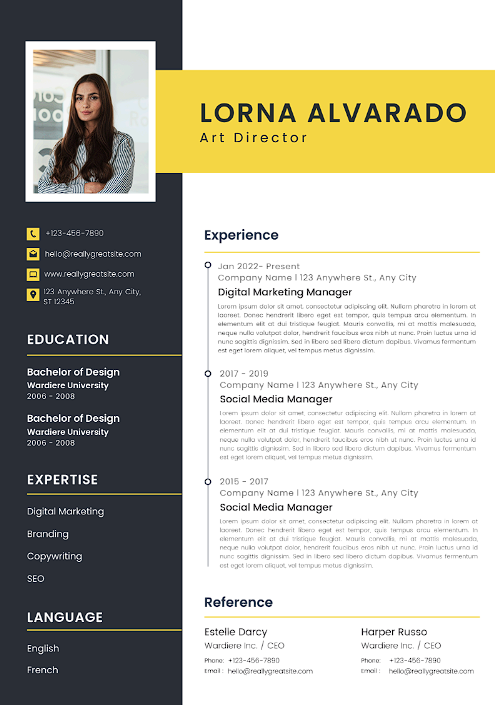 LORNA ALVARADO
Art Director
+123-456-7890
hello@reallygreatsite.com
www.reallygreatsite.com
123 Anywhere St., Any City,
ST 12345
EDUCATION
Bachelor of Design
Wardiere University
2006 - 2008
Bachelor of Design
Wardiere University
2006 - 2008
EXPERTISE
Digital Marketing
Branding
Copywriting
SEO
LANGUAGE
English
French
Experience
Jan 2022- Present
Company Name l 123 Anywhere St., Any City
Digital Marketing Manager
Lorem ipsum dolor sit amet, consectetur adipiscing elit. Nullam pharetra in lorem at
laoreet. Donec hendrerit libero eget est tempor, quis tempus arcu elementum. In
elementum elit at dui tristique feugiat. Mauris convallis, mi at mattis malesuada,
neque nulla volutpat dolor, hendrerit faucibus eros nibh ut nunc. Proin luctus urna id
nunc sagittis dignissim. Sed in libero sed libero dictum dapibus. Vivamus fermentum
est eget lorem aliquet, vel tempus metus dignissim.
2017 - 2019
Company Name l 123 Anywhere St., Any City
Social Media Manager
Lorem ipsum dolor sit amet, consectetur adipiscing elit. Nullam pharetra in lorem at
laoreet. Donec hendrerit libero eget est tempor, quis tempus arcu elementum. In
elementum elit at dui tristique feugiat. Mauris convallis, mi at mattis malesuada,
neque nulla volutpat dolor, hendrerit faucibus eros nibh ut nunc. Proin luctus urna id
nunc sagittis dignissim. Sed in libero sed libero dictum dapibus. Vivamus fermentum
est eget lorem aliquet, vel tempus metus dignissim.
2015 - 2017
Company Name l 123 Anywhere St., Any City
Social Media Manager
Lorem ipsum dolor sit amet, consectetur adipiscing elit. Nullam pharetra in lorem at
laoreet. Donec hendrerit libero eget est tempor, quis tempus arcu elementum. In
elementum elit at dui tristique feugiat. Mauris convallis, mi at mattis malesuada,
neque nulla volutpat dolor, hendrerit faucibus eros nibh ut nunc. Proin luctus urna id
nunc sagittis dignissim. Sed in libero sed libero dictum dapibus. Vivamus fermentum
est eget lorem aliquet, vel tempus metus dignissim.
Reference
Estelle Darcy
Wardiere Inc. / CEO
Phone: +123-456-7890
Email : hello@reallygreatsite.com
Harper Russo
Wardiere Inc. / CEO
Phone: +123-456-7890
Email : hello@reallygreatsite.com